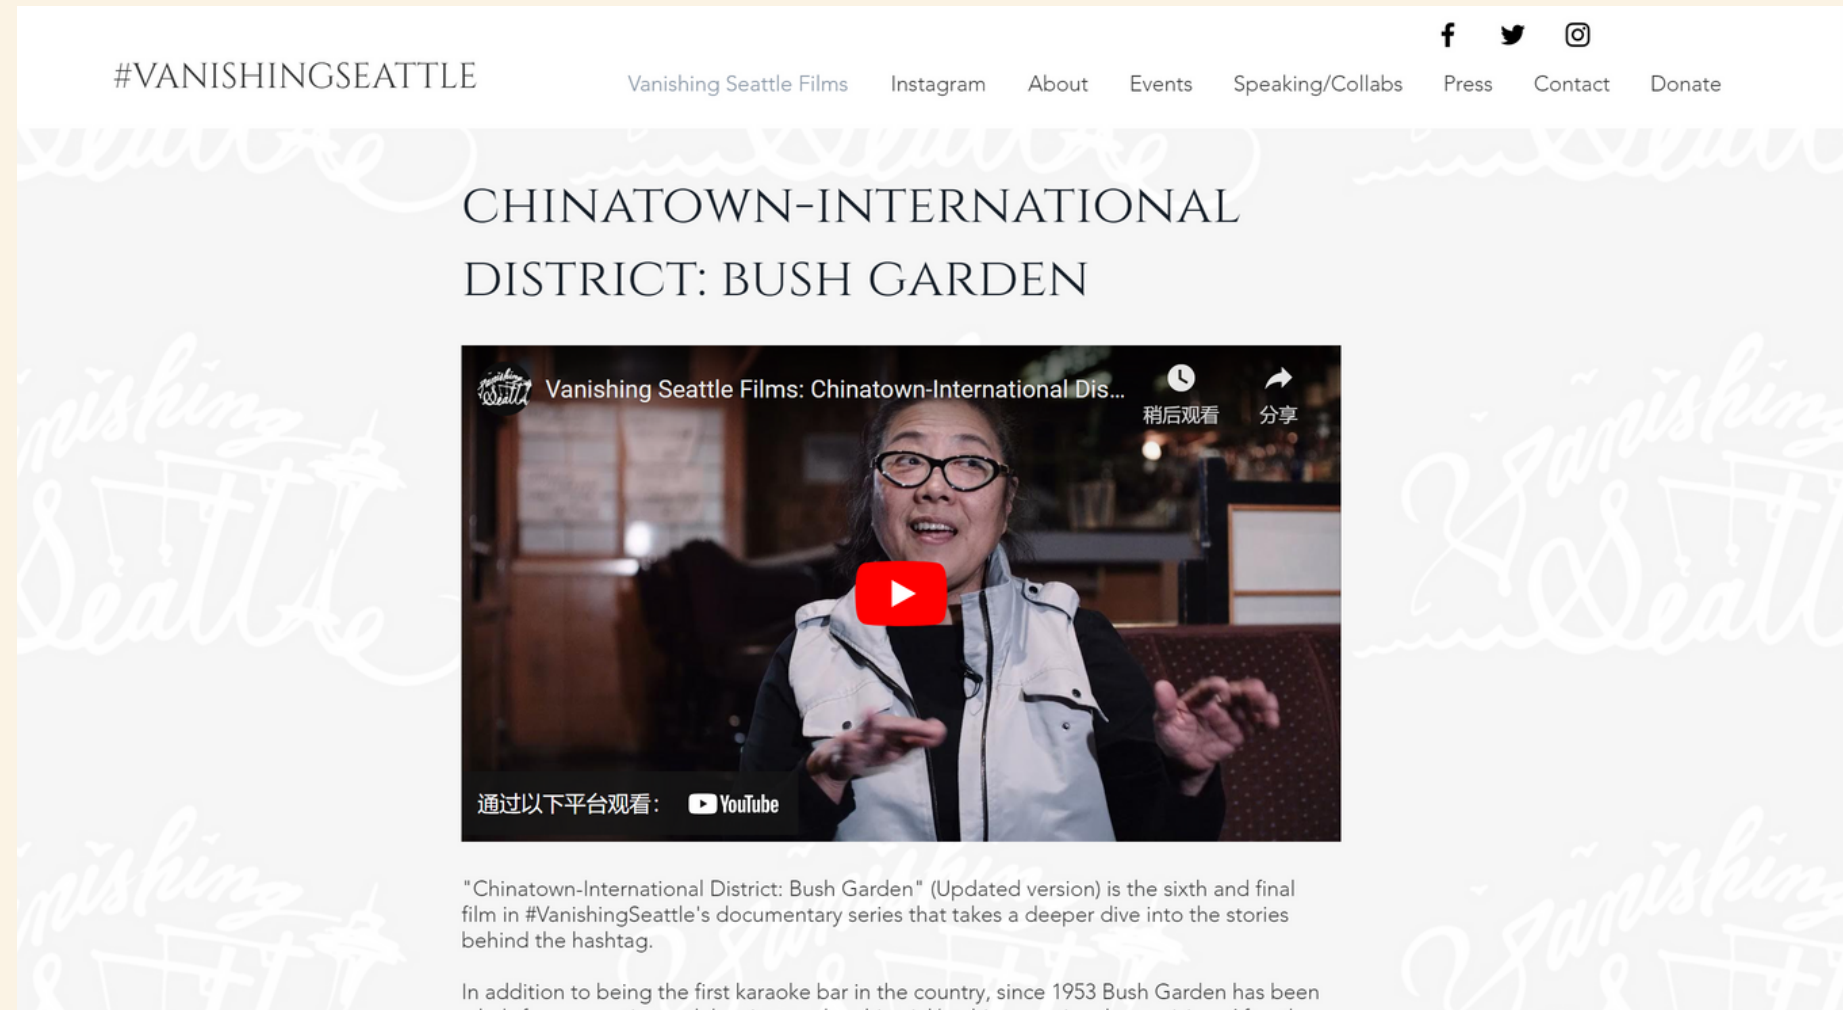 #VANISHINGSEATTLE
Vanishing Seattle Films Instagram About Events Speaking/Collabs Press Contact Donate
CHINATOWN-INTERNATIONAL
DISTRICT: BUSH GARDEN
Vanishing Seattle
Vanishing Seattle Films: Chinatown-International Dis...
稍后观看 分享
通过以下平台观看： YouTube
"Chinatown-International District: Bush Garden" (Updated version) is the sixth and final
film in #VanishingSeattle's documentary series that takes a deeper dive into the stories
behind the hashtag.
In addition to being the first karaoke bar in the country, since 1953 Bush Garden has been